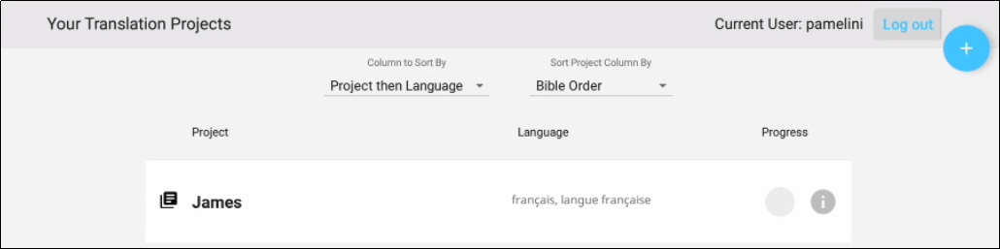 Your Translation Projects Current User: pamelini Log out
+
Column to Sort By Sort Project Column By
Project then Language Bible Order
Project Language Progress
James français, langue française